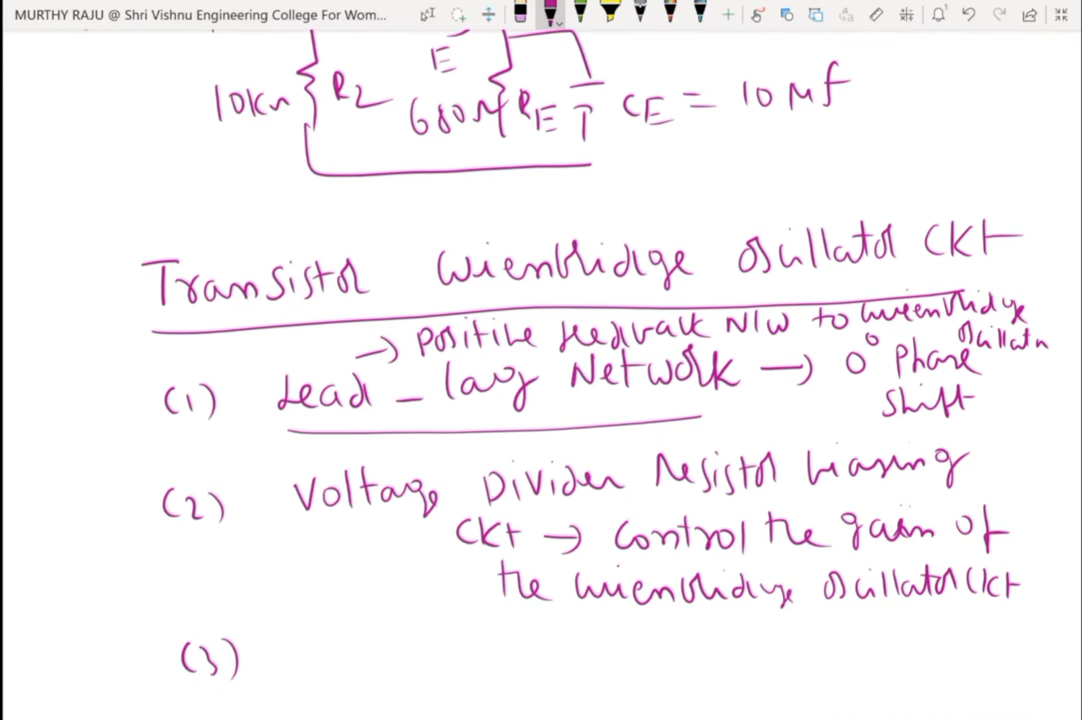 MURTHY RAJU @ Shri Vishnu Engineering College For Wom...
E
10KΩ R2 680Ω RE CE = 10 μf
Transistor wienbridge oscillator CKt
→ Positive feedback N/W to wienbridge oscillator
(1) Lead - lag Network → 0° Phase shift
(2) Voltage Divider resistor biasing
CKt → control the gain of
the wienbridge oscillator Ckt
(3)